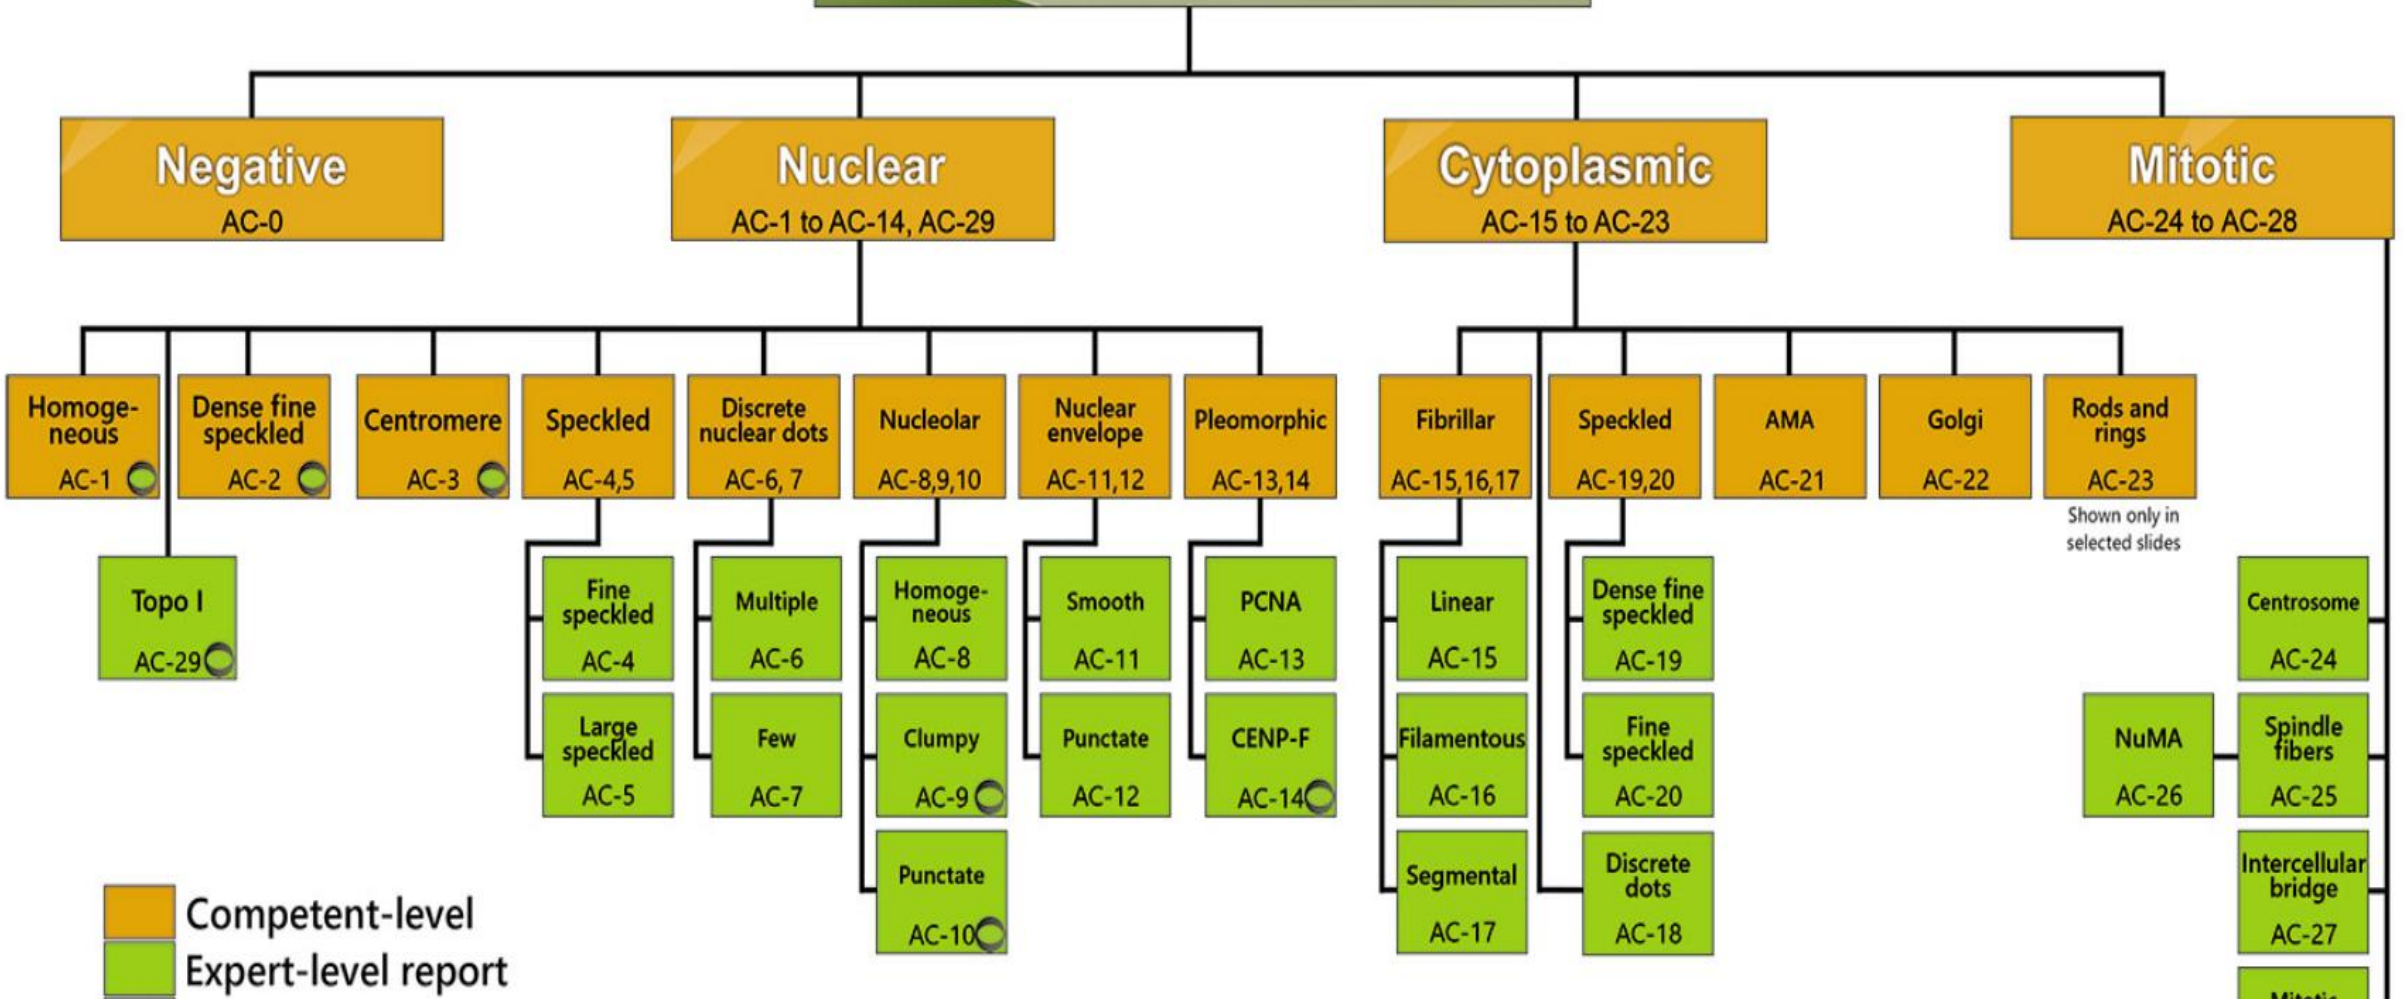 Negative
AC-0
Nuclear
AC-1 to AC-14, AC-29
Cytoplasmic
AC-15 to AC-23
Mitotic
AC-24 to AC-28
Homoge-
neous
AC-1
Dense fine
speckled
AC-2
Centromere
AC-3
Speckled
AC-4,5
Discrete
nuclear dots
AC-6, 7
Nucleolar
AC-8,9,10
Nuclear
envelope
AC-11,12
Pleomorphic
AC-13,14
Fibrillar
AC-15,16,17
Speckled
AC-19,20
AMA
AC-21
Golgi
AC-22
Rods and
rings
AC-23
Shown only in
selected slides
Topo I
AC-29
Fine
speckled
AC-4
Multiple
AC-6
Homoge-
neous
AC-8
Smooth
AC-11
PCNA
AC-13
Linear
AC-15
Dense fine
speckled
AC-19
Centrosome
AC-24
Large
speckled
AC-5
Few
AC-7
Clumpy
AC-9
Punctate
AC-12
CENP-F
AC-14
Filamentous
AC-16
Fine
speckled
AC-20
NuMA
AC-26
Spindle
fibers
AC-25
Punctate
AC-10
Segmental
AC-17
Discrete
dots
AC-18
Intercellular
bridge
AC-27
Competent-level
Expert-level report
Mitotic